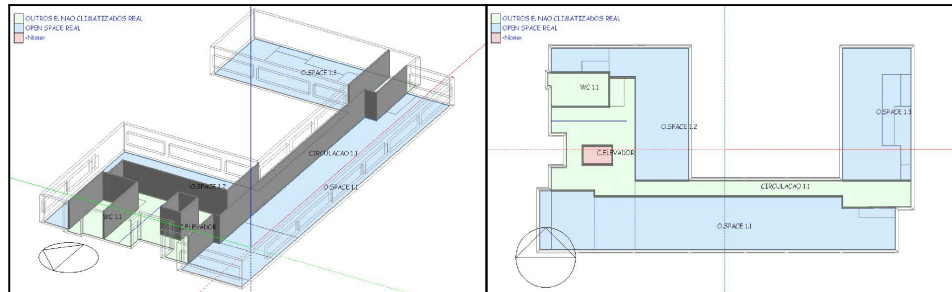 OUTROS E. NAO CLIMATIZADOS REAL
OPEN SPACE REAL
<None>
O.SPACE 1.3
CIRCULACAO 1.1
O.SPACE 1.2
O.SPACE 1.1
WC 1.1
C.ELEVADOR
OUTROS E. NAO CLIMATIZADOS REAL
OPEN SPACE REAL
<None>
WC 1.1
O.SPACE 1.3
O.SPACE 1.2
C.ELEVADOR
CIRCULACAO 1.1
O.SPACE 1.1